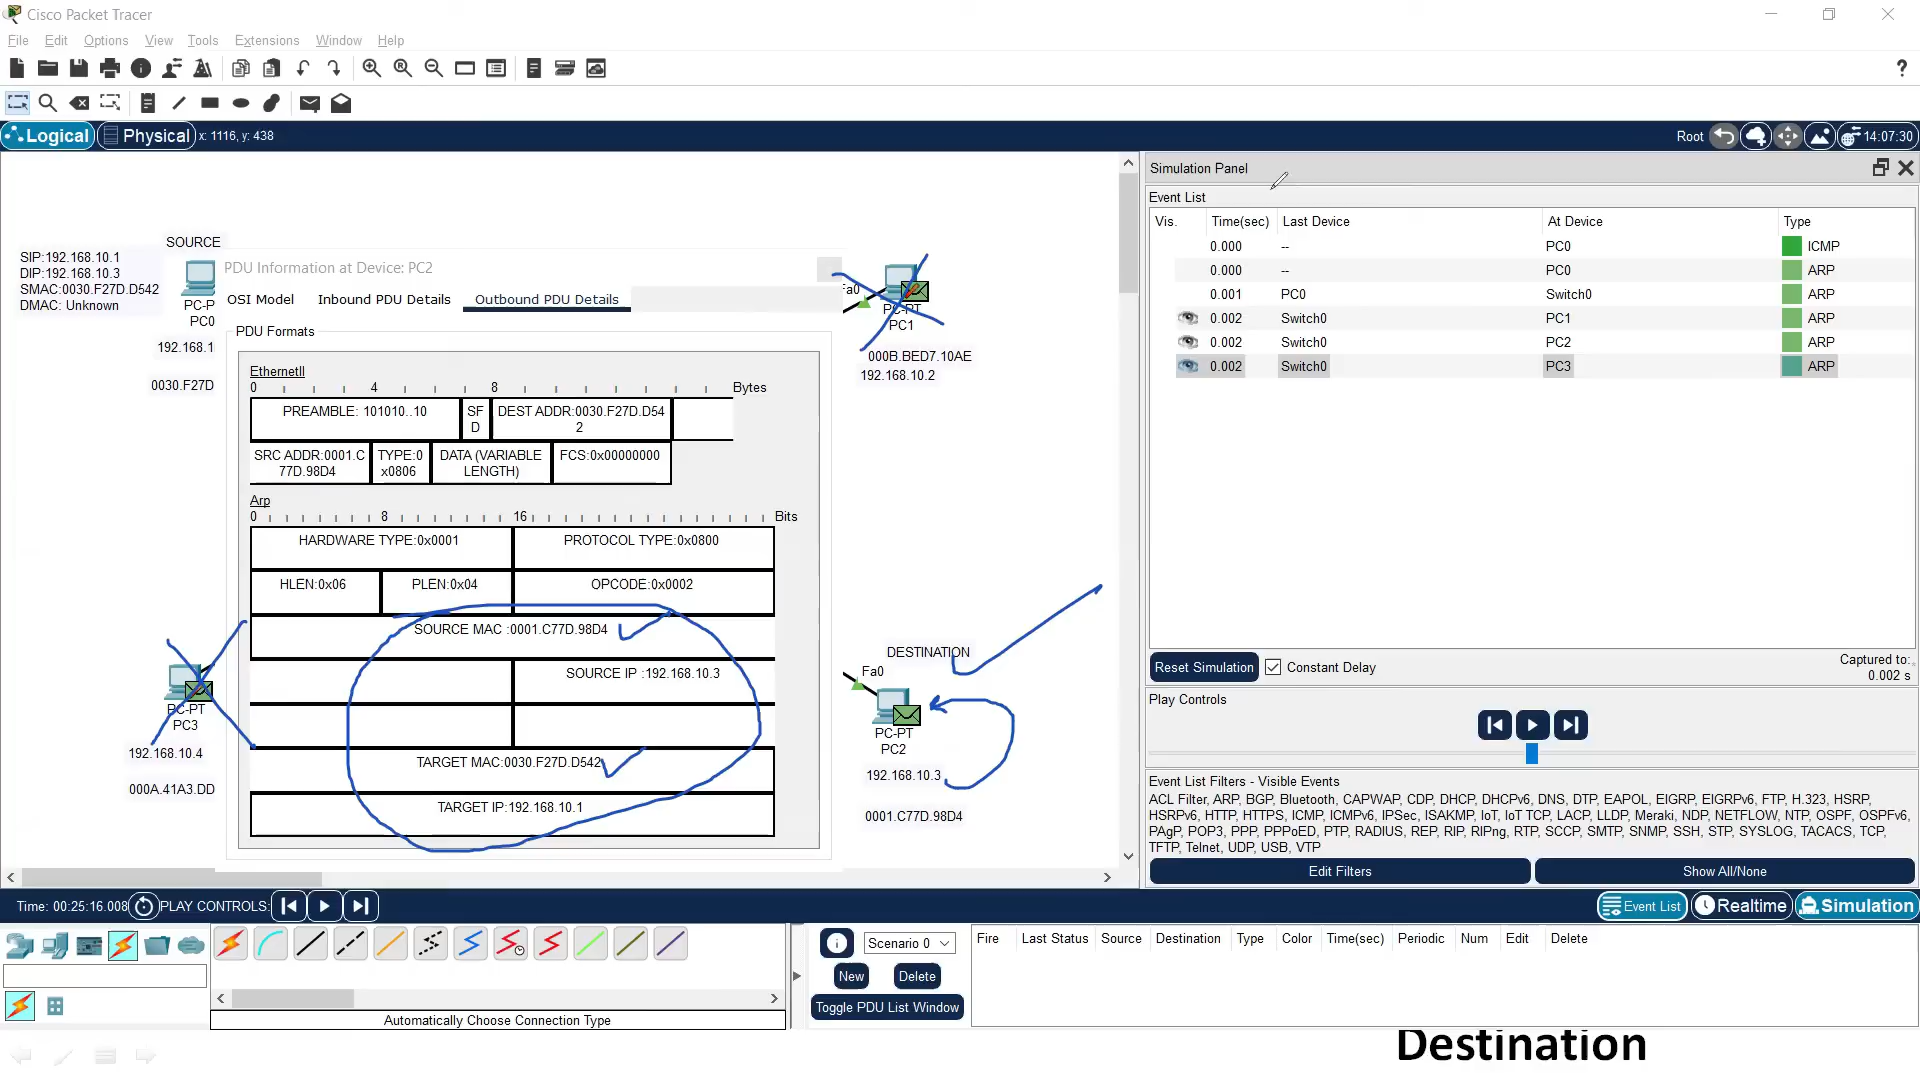 Cisco Packet Tracer
File Edit Options View Tools Extensions Window Help
Logical Physical x: 1116, y: 438
Root 14:07:30
SOURCE
SIP:192.168.10.1
DIP:192.168.10.3
SMAC:0030.F27D.D542
DMAC: Unknown
PC-P
PC0
192.168.1
0030.F27D
PDU Information at Device: PC2
OSI Model Inbound PDU Details Outbound PDU Details
PDU Formats
EthernetII
0 4 8 Bytes
PREAMBLE: 101010..10
SF
D
DEST ADDR:0030.F27D.D54
2
SRC ADDR:0001.C
77D.98D4
TYPE:0
x0806
DATA (VARIABLE
LENGTH)
FCS:0x00000000
Arp
0 8 16 Bits
HARDWARE TYPE:0x0001 PROTOCOL TYPE:0x0800
HLEN:0x06 PLEN:0x04 OPCODE:0x0002
SOURCE MAC :0001.C77D.98D4
SOURCE IP :192.168.10.3
TARGET MAC:0030.F27D.D542
TARGET IP:192.168.10.1
Fa0
PC-PT
PC1
000B.BED7.10AE
192.168.10.2
PC-PT
PC3
192.168.10.4
000A.41A3.DD
DESTINATION
Fa0
PC-PT
PC2
192.168.10.3
0001.C77D.98D4
Simulation Panel
Event List
Vis. Time(sec) Last Device At Device Type
0.000 -- PC0 ICMP
0.000 -- PC0 ARP
0.001 PC0 Switch0 ARP
0.002 Switch0 PC1 ARP
0.002 Switch0 PC2 ARP
0.002 Switch0 PC3 ARP
Reset Simulation Constant Delay
Captured to:
0.002 s
Play Controls
Event List Filters - Visible Events
ACL Filter, ARP, BGP, Bluetooth, CAPWAP, CDP, DHCP, DHCPv6, DNS, DTP, EAPOL, EIGRP, EIGRPv6, FTP, H.323, HSRP,
HSRPv6, HTTP, HTTPS, ICMP, ICMPv6, IPSec, ISAKMP, IoT, IoT TCP, LACP, LLDP, Meraki, NDP, NETFLOW, NTP, OSPF, OSPFv6,
PAgP, POP3, PPP, PPPoED, PTP, RADIUS, REP, RIP, RIPng, RTP, SCCP, SMTP, SNMP, SSH, STP, SYSLOG, TACACS, TCP,
TFTP, Telnet, UDP, USB, VTP
Edit Filters Show All/None
Time: 00:25:16.008 PLAY CONTROLS:
Event List Realtime Simulation
Scenario 0
New Delete
Toggle PDU List Window
Fire Last Status Source Destination Type Color Time(sec) Periodic Num Edit Delete
Automatically Choose Connection Type
Destination